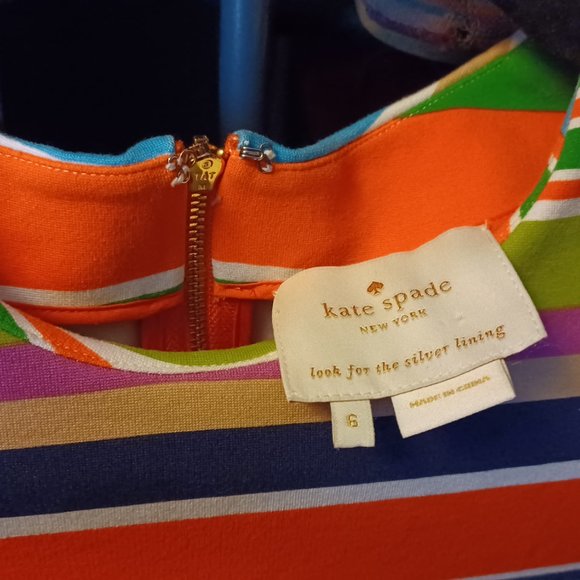 kate spade
NEW YORK
look for the silver lining
6
MADE IN CHINA